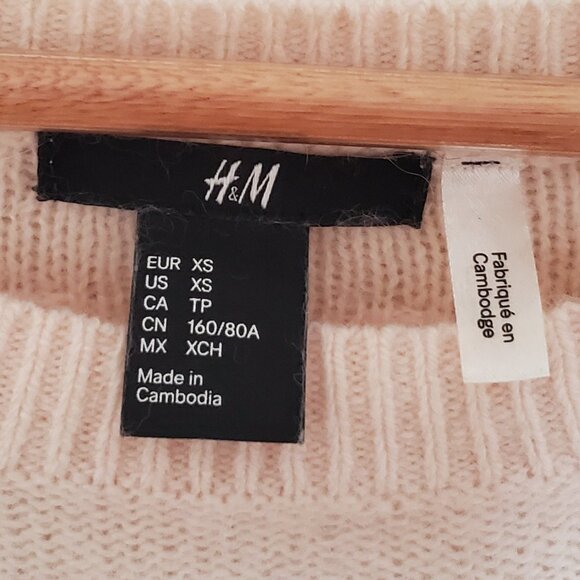 H&M
EUR XS
US XS
CA TP
CN 160/80A
MX XCH
Made in
Cambodia
Fabriqué en
Cambodge